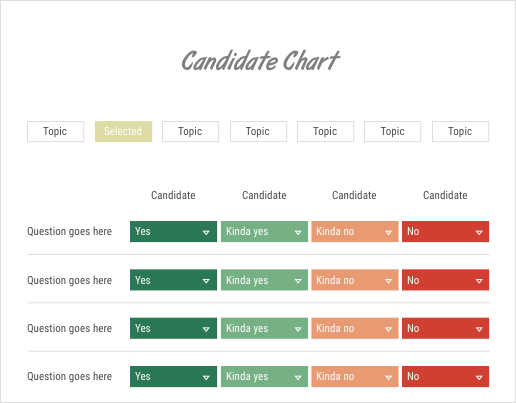 Candidate Chart
Topic Selected Topic Topic Topic Topic Topic
Candidate Candidate Candidate Candidate
Question goes here Yes Kinda yes Kinda no No
Question goes here Yes Kinda yes Kinda no No
Question goes here Yes Kinda yes Kinda no No
Question goes here Yes Kinda yes Kinda no No